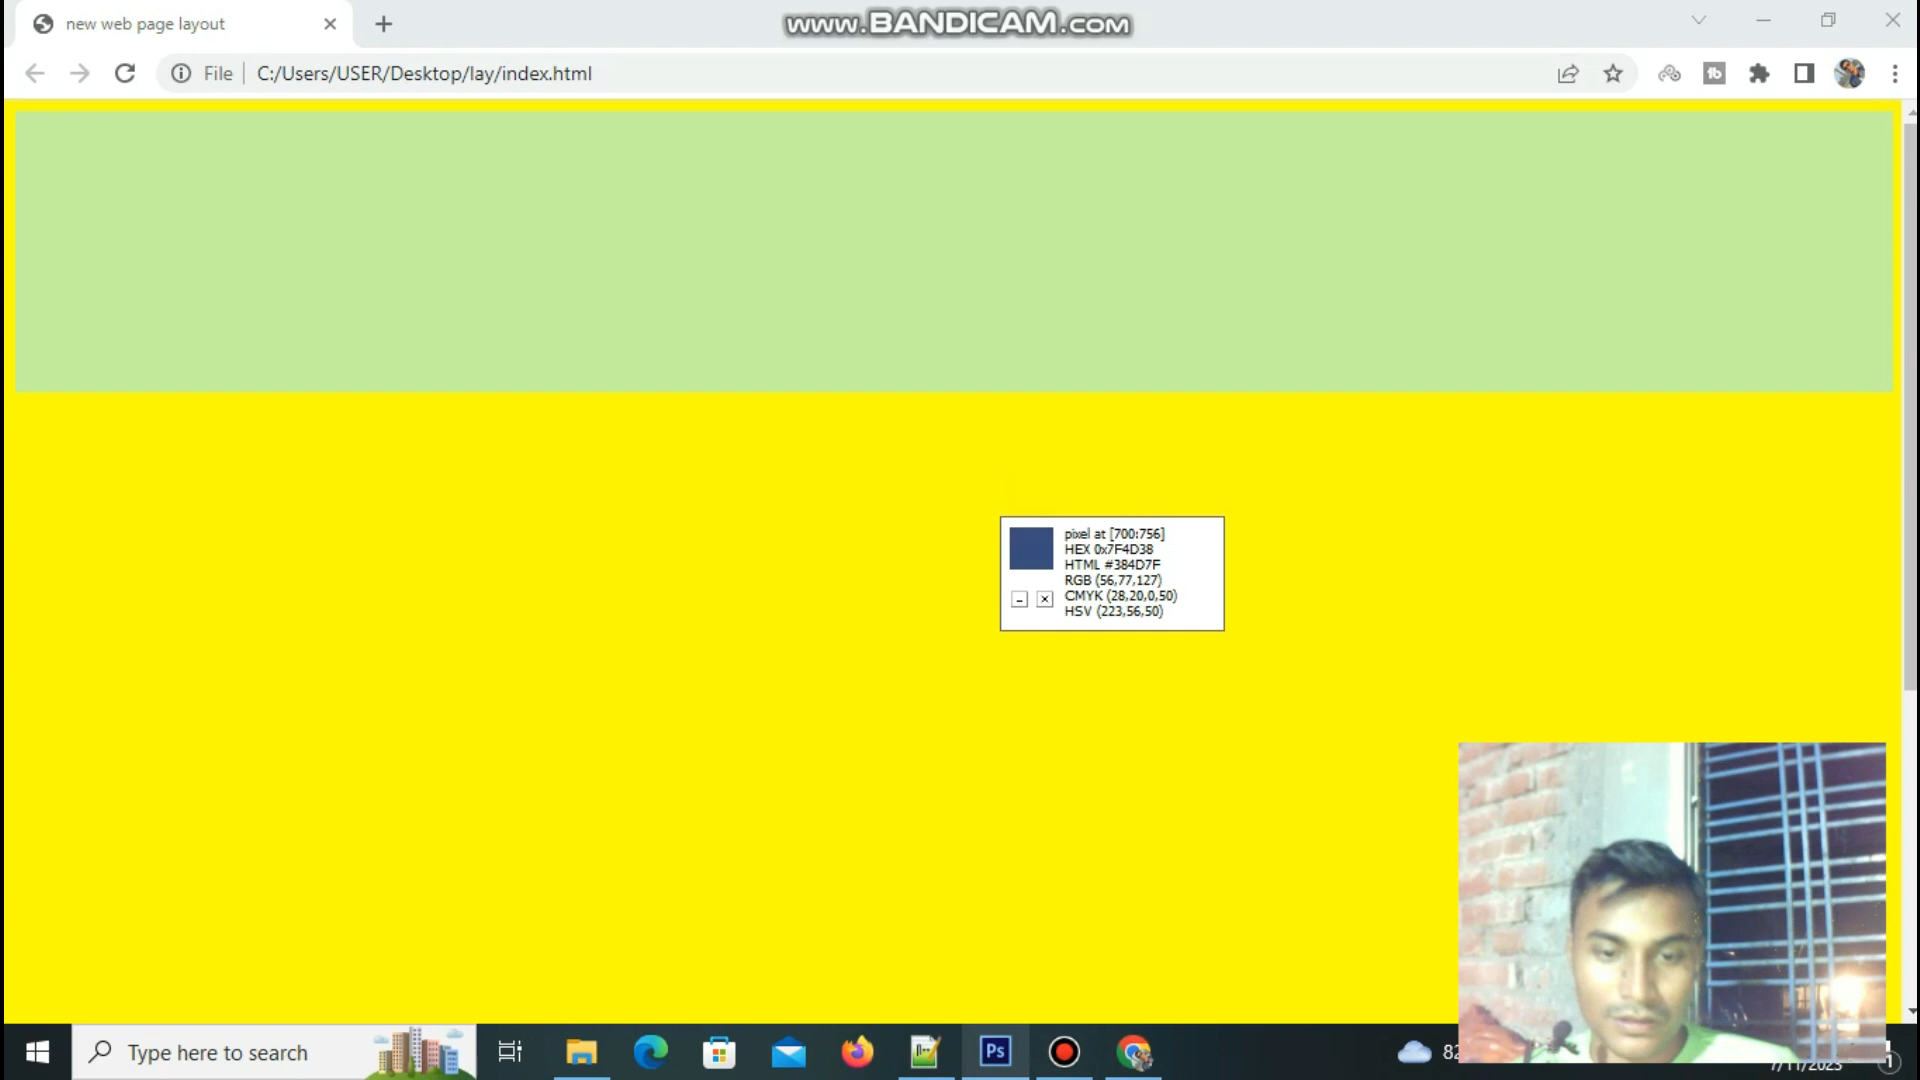 new web page layout
www.BANDICAM.com
File
C:/Users/USER/Desktop/lay/index.html
pixel at [700:756]
HEX 0x7F4D38
HTML #384D7F
RGB (56,77,127)
CMYK (28,20,0,50)
HSV (223,56,50)
Type here to search
Ps